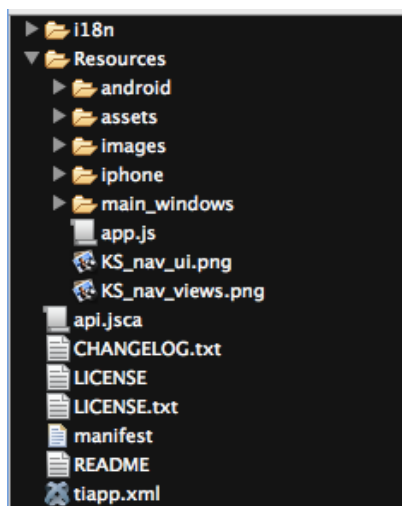 i18n
Resources
android
assets
images
iphone
main_windows
app.js
KS_nav_ui.png
KS_nav_views.png
api.jsca
CHANGELOG.txt
LICENSE
LICENSE.txt
manifest
README
tiapp.xml